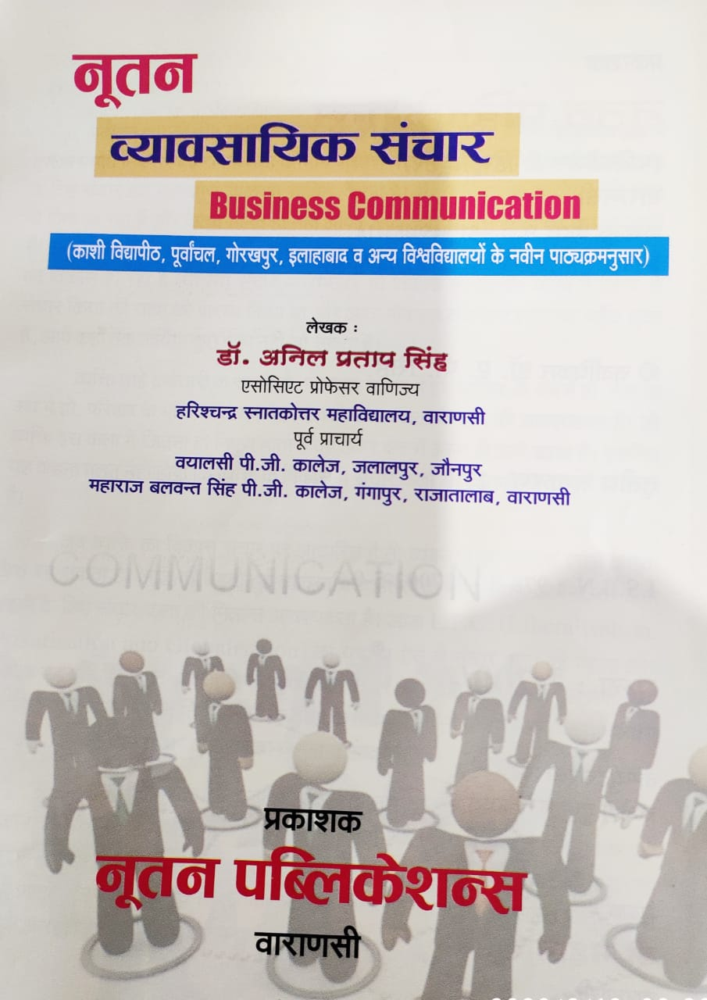 नूतन
व्यावसायिक संचार
Business Communication
(काशी विद्यापीठ, पूर्वांचल, गोरखपुर, इलाहाबाद व अन्य विश्वविद्यालयों के नवीन पाठ्यक्रमनुसार)
लेखक :
डॉ. अनिल प्रताप सिंह
एसोसिएट प्रोफेसर वाणिज्य
हरिश्चन्द्र स्नातकोत्तर महाविद्यालय, वाराणसी
पूर्व प्राचार्य
वयालसी पी.जी. कालेज, जलालपुर, जौनपुर
महाराज बलवन्त सिंह पी.जी. कालेज, गंगापुर, राजातालाब, वाराणसी
COMMUNICATION
प्रकाशक
नूतन पब्लिकेशन्स
वाराणसी